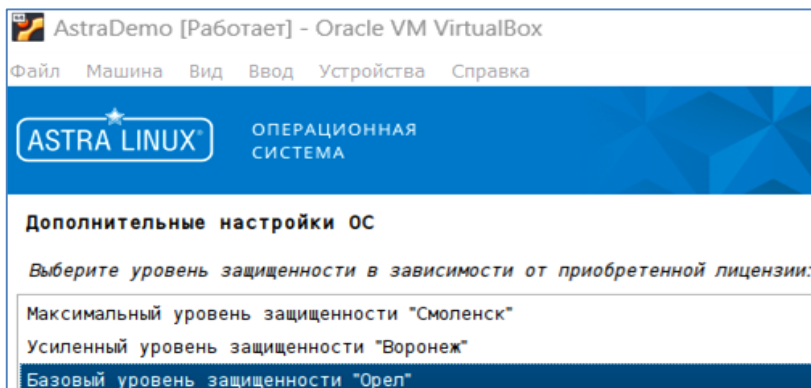 AstraDemo [Работает] - Oracle VM VirtualBox
Файл Машина Вид Ввод Устройства Справка
ASTRA LINUX®
ОПЕРАЦИОННАЯ
СИСТЕМА
Дополнительные настройки ОС
Выберите уровень защищенности в зависимости от приобретенной лицензии:
Максимальный уровень защищенности "Смоленск"
Усиленный уровень защищенности "Воронеж"
Базовый уровень защищенности "Орел"